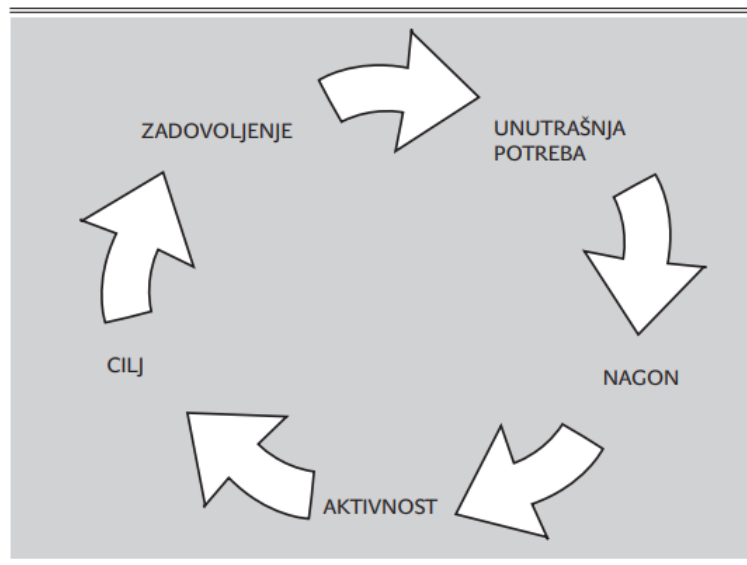 ZADOVOLJENJE
UNUTRAŠNJA
POTREBA
CILJ
NAGON
AKTIVNOST